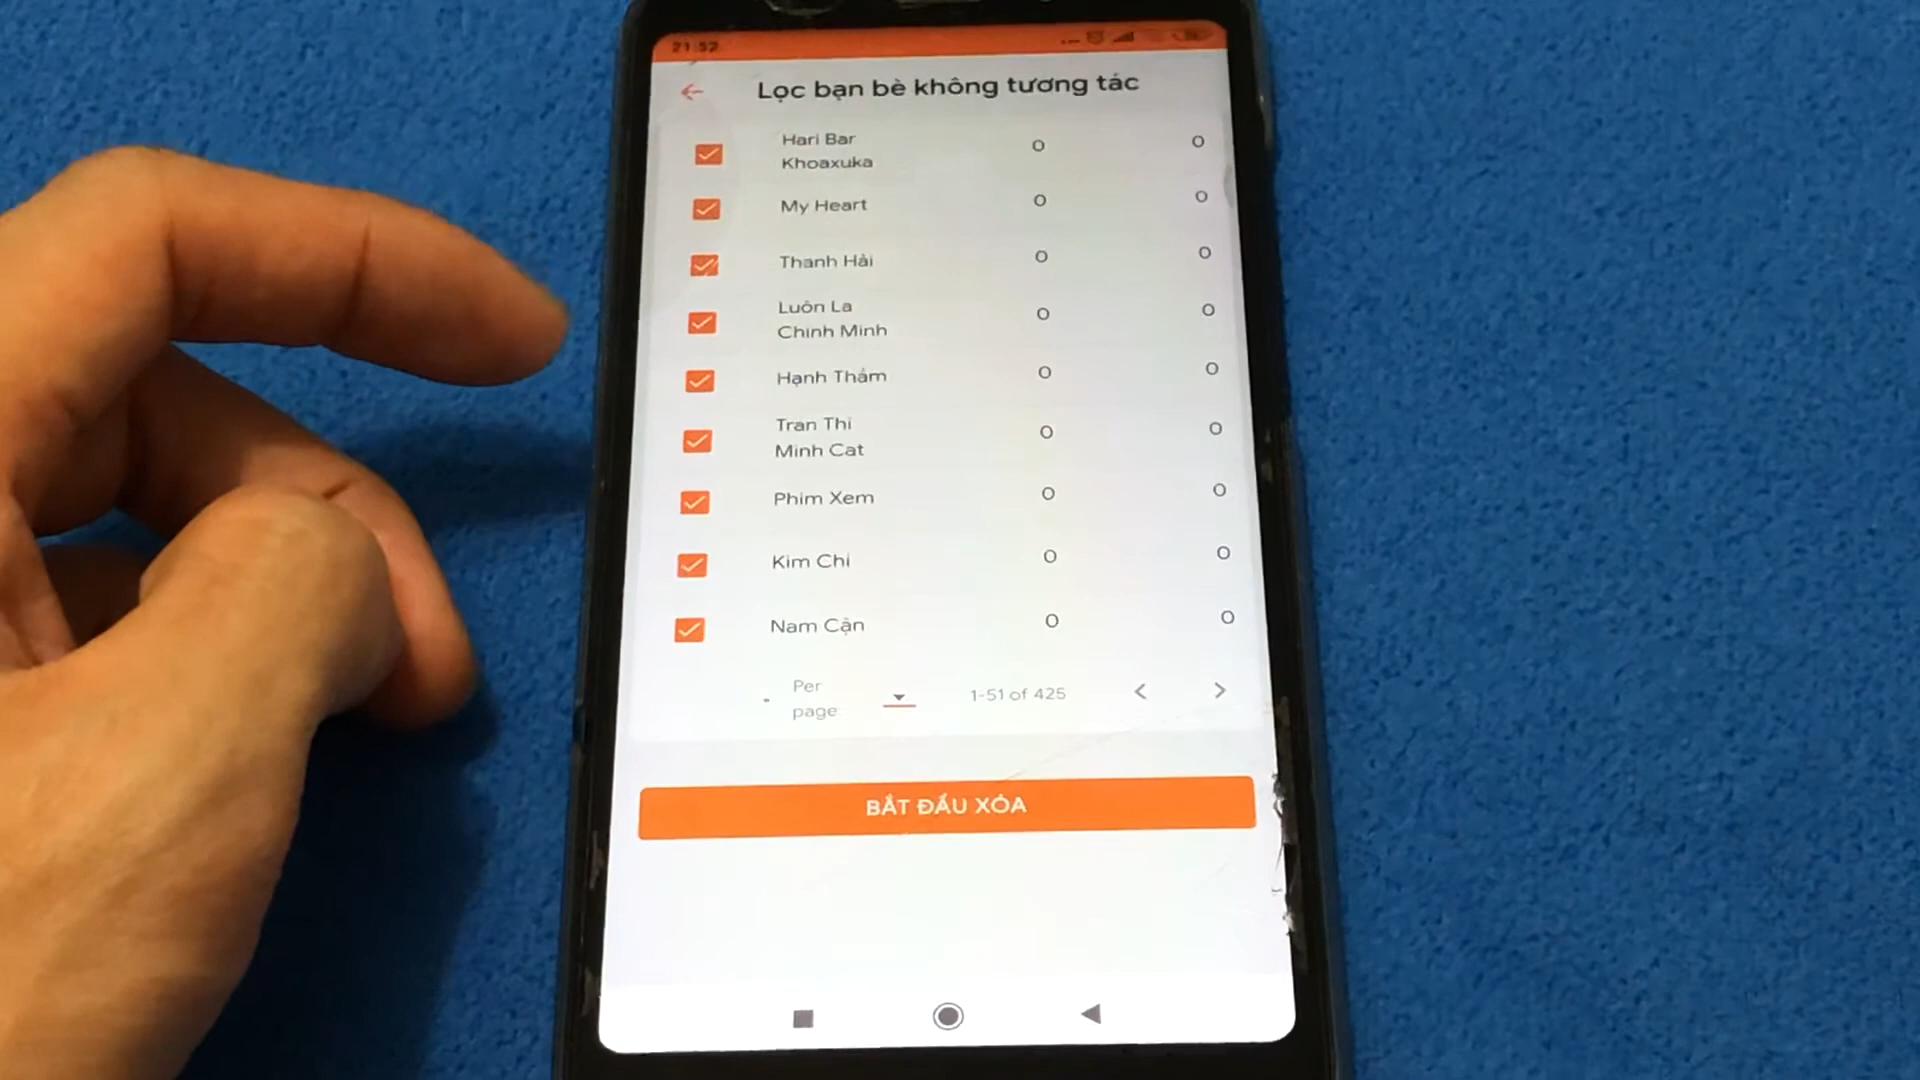 21:52
Lọc bạn bè không tương tác
Hari Bar
Khoaxuka
0
0
My Heart
0
0
Thanh Hải
0
0
Luôn La
Chinh Minh
0
0
Hạnh Thắm
0
0
Tran Thi
Minh Cat
0
0
Phim Xem
0
0
Kim Chi
0
0
Nam Cận
0
0
Per
page
1-51 of 425
BẮT ĐẦU XÓA